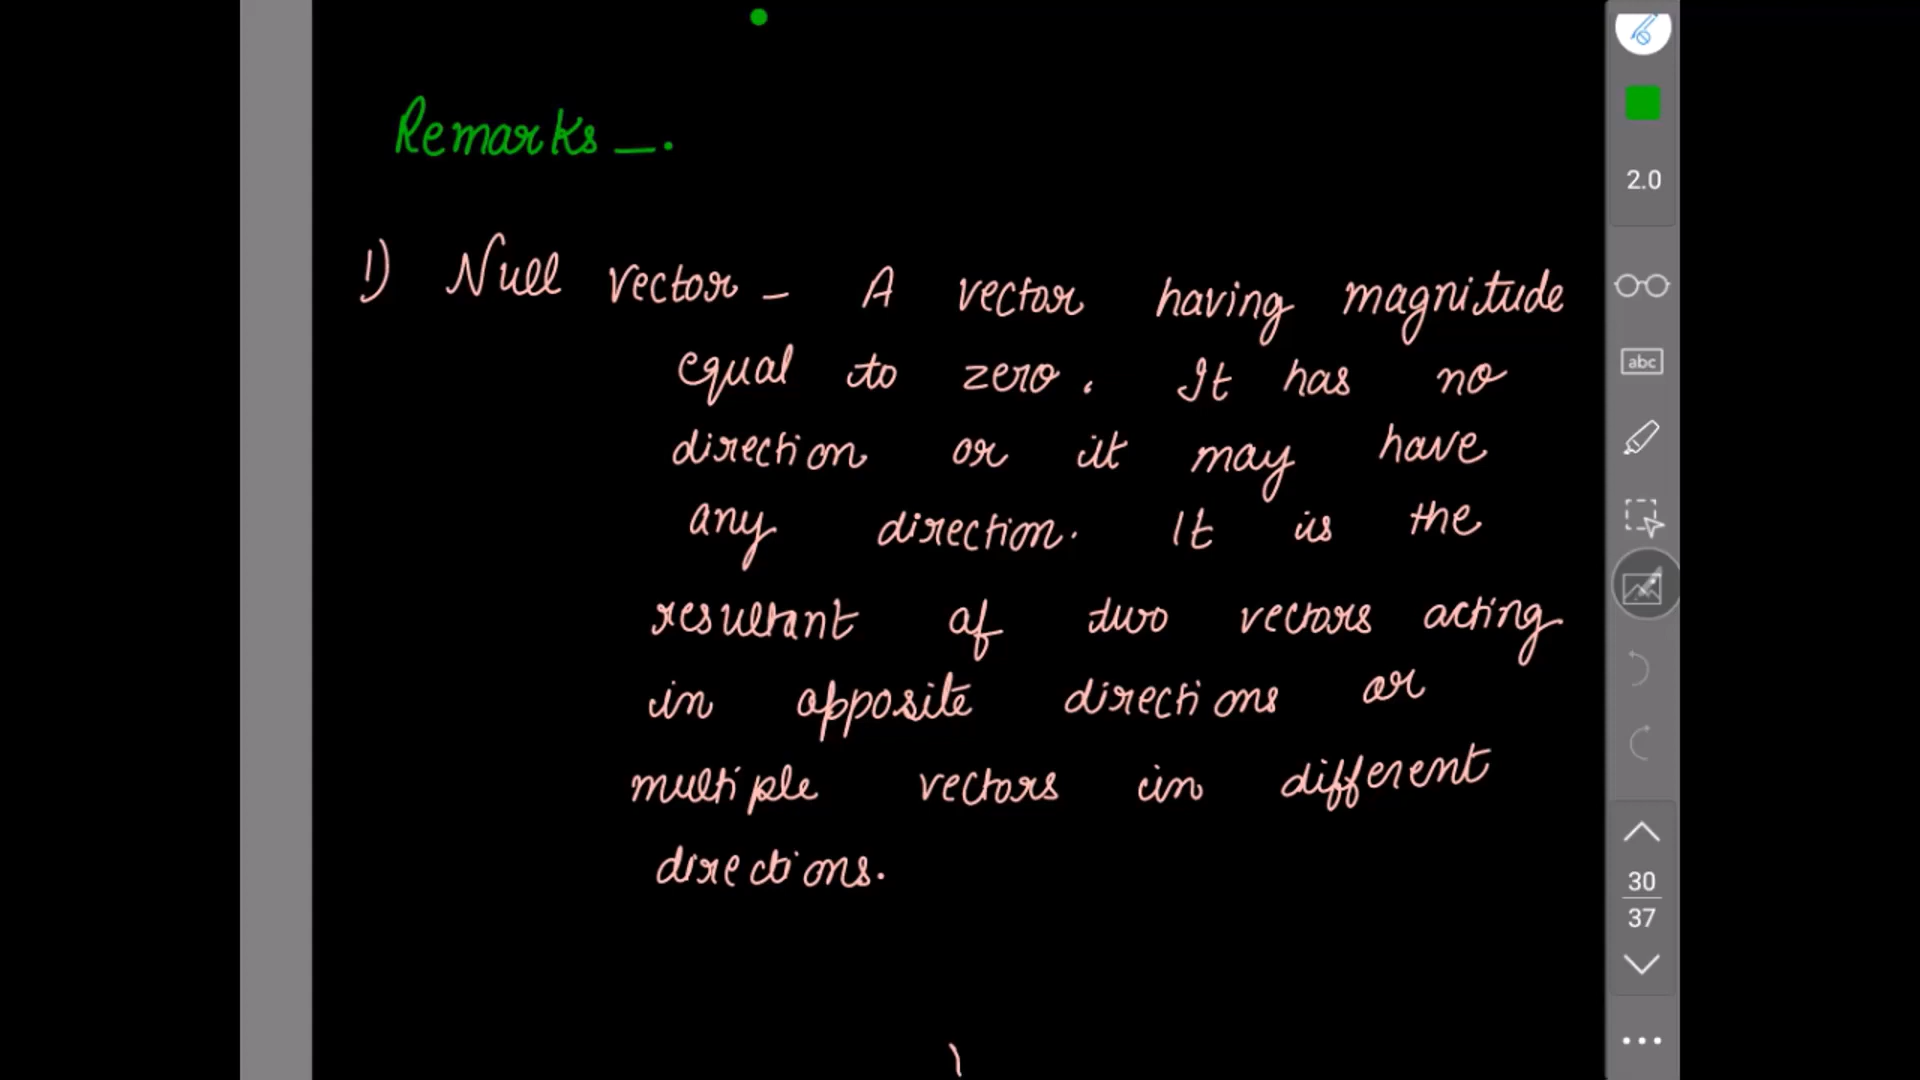 Remarks —.
1) Null vector - A vector having magnitude
equal to zero. It has no
direction or it may have
any direction. It is the
resultant of two vectors acting
in opposite directions or
multiple vectors in different
directions.
2.0
abc
30
37